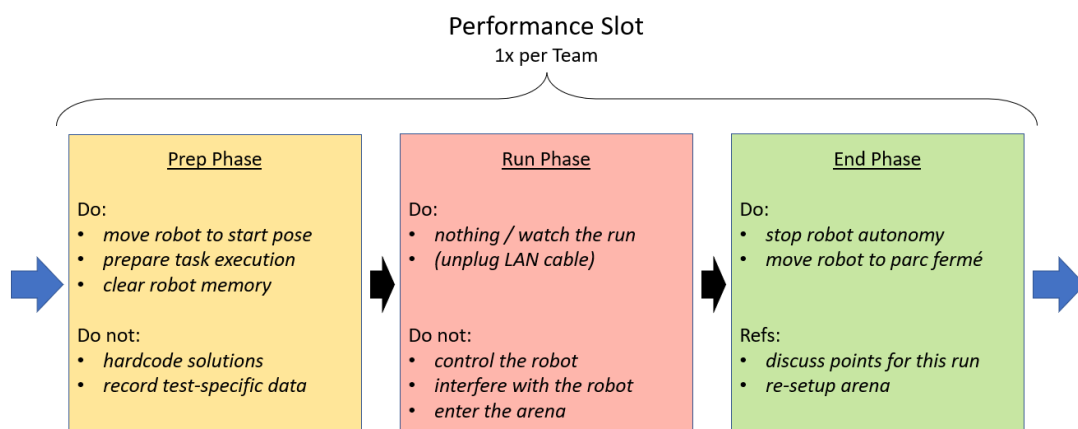 Performance Slot
1x per Team
Prep Phase
Do:
• move robot to start pose
• prepare task execution
• clear robot memory
Do not:
• hardcode solutions
• record test-specific data
Run Phase
Do:
• nothing / watch the run
• (unplug LAN cable)
Do not:
• control the robot
• interfere with the robot
• enter the arena
End Phase
Do:
• stop robot autonomy
• move robot to parc fermé
Refs:
• discuss points for this run
• re-setup arena